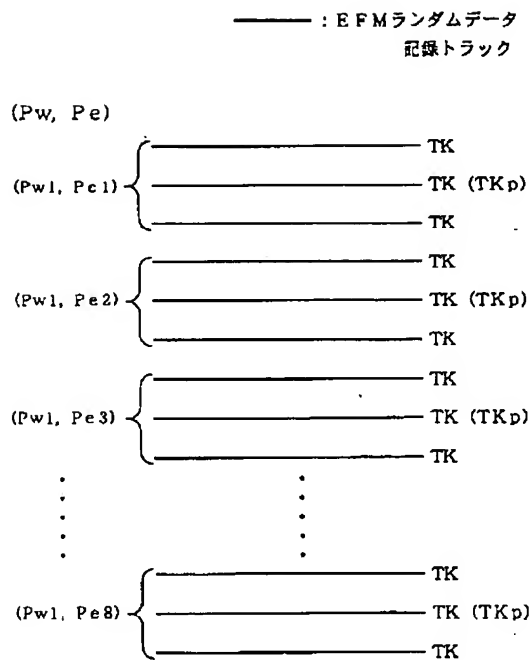 ――― : EFMランダムデータ
記録トラック
(Pw, Pe)
TK
(Pw1, Pe1) TK (TKp)
TK
TK
(Pw1, Pe2) TK (TKp)
TK
TK
(Pw1, Pe3) TK (TKp)
TK
TK
(Pw1, Pe8) TK (TKp)
TK